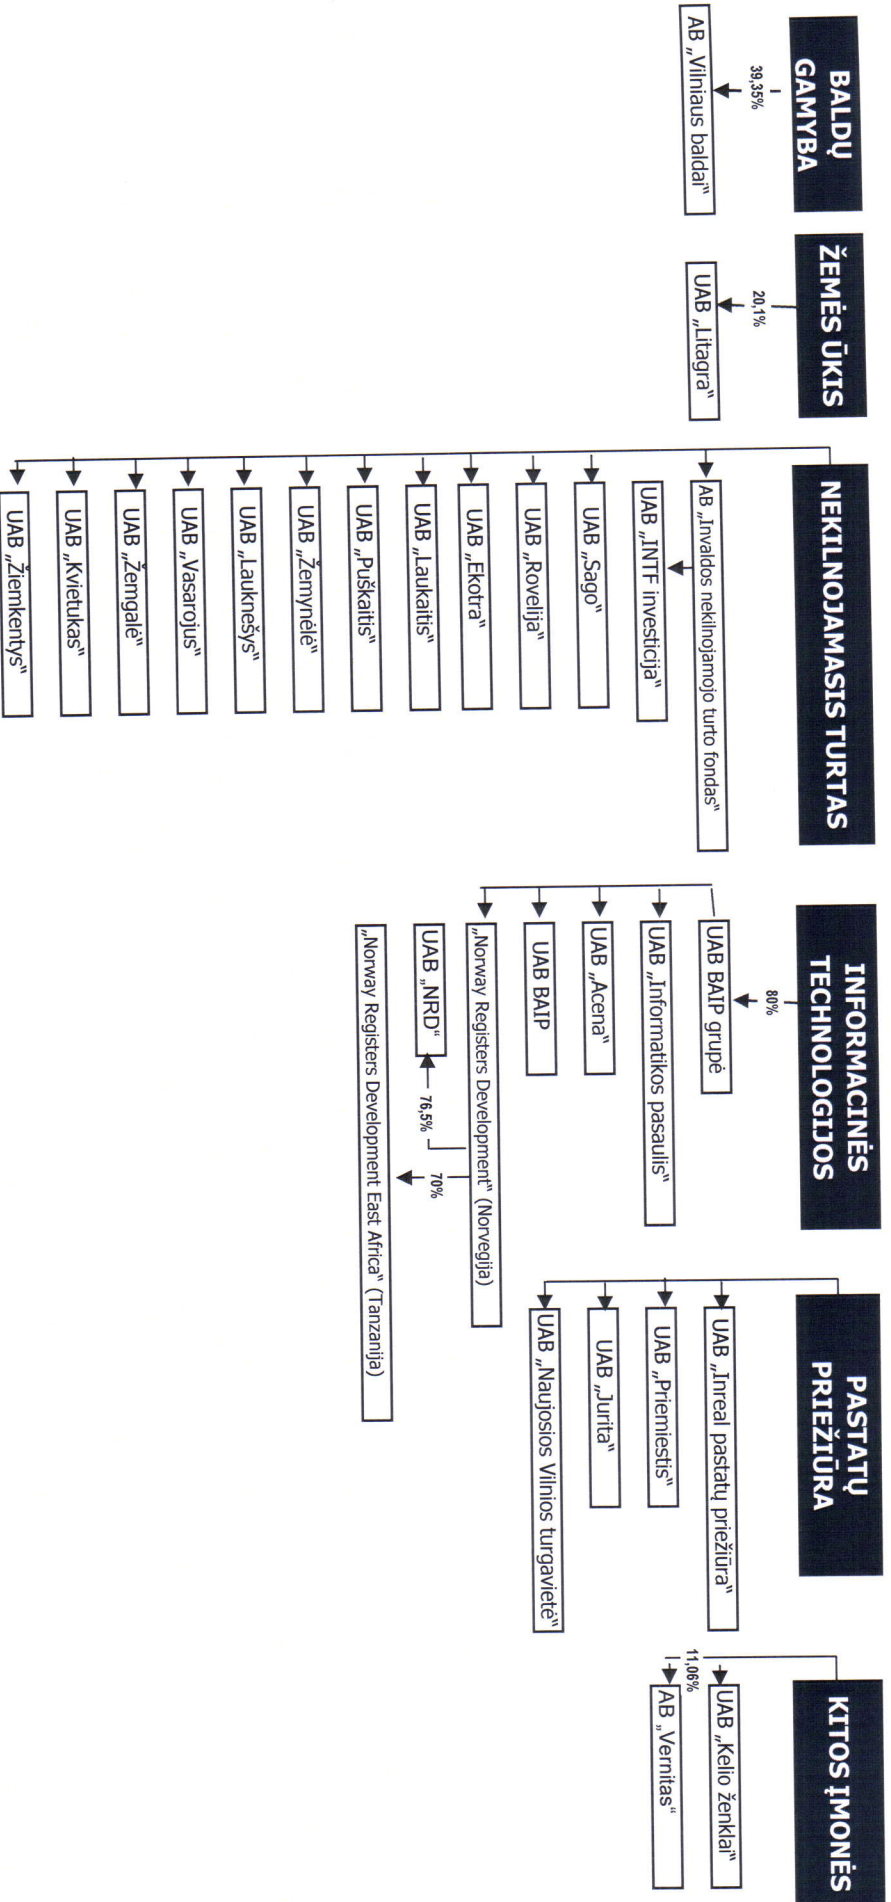 BALDŲ
GAMYBA
39,35%
AB „Vilniaus baldai“
ŽEMĖS ŪKIS
20,1%
UAB „Litagra“
NEKILNOJAMASIS TURTAS
AB „Invaldos nekilnojamojo turto fondas“
UAB „INTF investicija“
UAB „Sago“
UAB „Rovelija“
UAB „Ekotra“
UAB „Laukaitis“
UAB „Puškaitis“
UAB „Žemynėlė“
UAB „Lauknešys“
UAB „Vasarojus“
UAB „Žemgalė“
UAB „Kvietukas“
UAB „Žiemkentys“
INFORMACINĖS
TECHNOLOGIJOS
80%
UAB BAIP grupė
UAB „Informatikos pasaulis“
UAB „Acena“
UAB BAIP
„Norway Registers Development“ (Norvegija)
76,5%
70%
UAB „NRD“
„Norway Registers Development East Africa“ (Tanzanija)
PASTATŲ
PRIEŽIŪRA
UAB „Inreal pastatų priežiūra“
UAB „Priemiestis“
UAB „Jurita“
UAB „Naujosios Vilnios turgavietė“
KITOS ĮMONĖS
UAB „Kelio ženklai“
11,06%
AB „Vernitas“